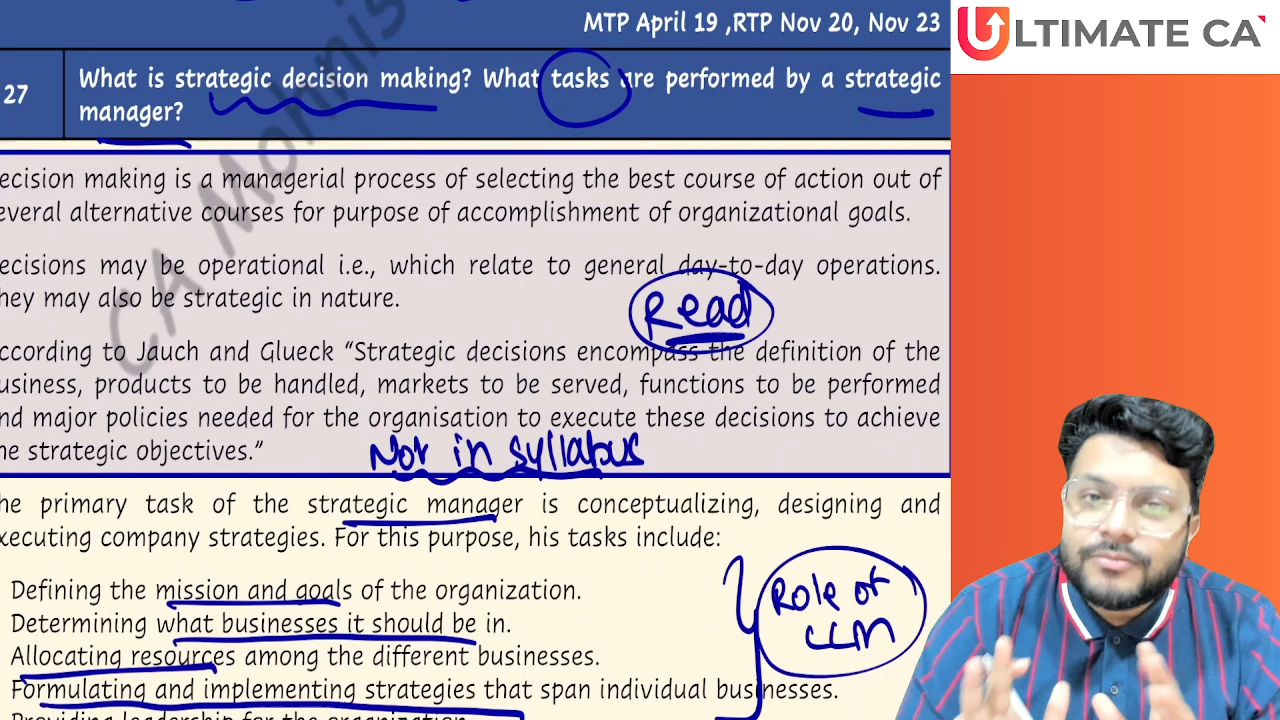 MTP April 19 ,RTP Nov 20, Nov 23
ULTIMATE CA
27
What is strategic decision making? What tasks are performed by a strategic
manager?
ecision making is a managerial process of selecting the best course of action out of
everal alternative courses for purpose of accomplishment of organizational goals.
ecisions may be operational i.e., which relate to general day-to-day operations.
hey may also be strategic in nature.
Read
ccording to Jauch and Glueck “Strategic decisions encompass the definition of the
usiness, products to be handled, markets to be served, functions to be performed
nd major policies needed for the organisation to execute these decisions to achieve
he strategic objectives.”
Not in syllabus
he primary task of the strategic manager is conceptualizing, designing and
xecuting company strategies. For this purpose, his tasks include:
Defining the mission and goals of the organization.
Determining what businesses it should be in.
Allocating resources among the different businesses.
Formulating and implementing strategies that span individual businesses.
Providing leadership for the organization
Role of
CLM
CA Mohnis